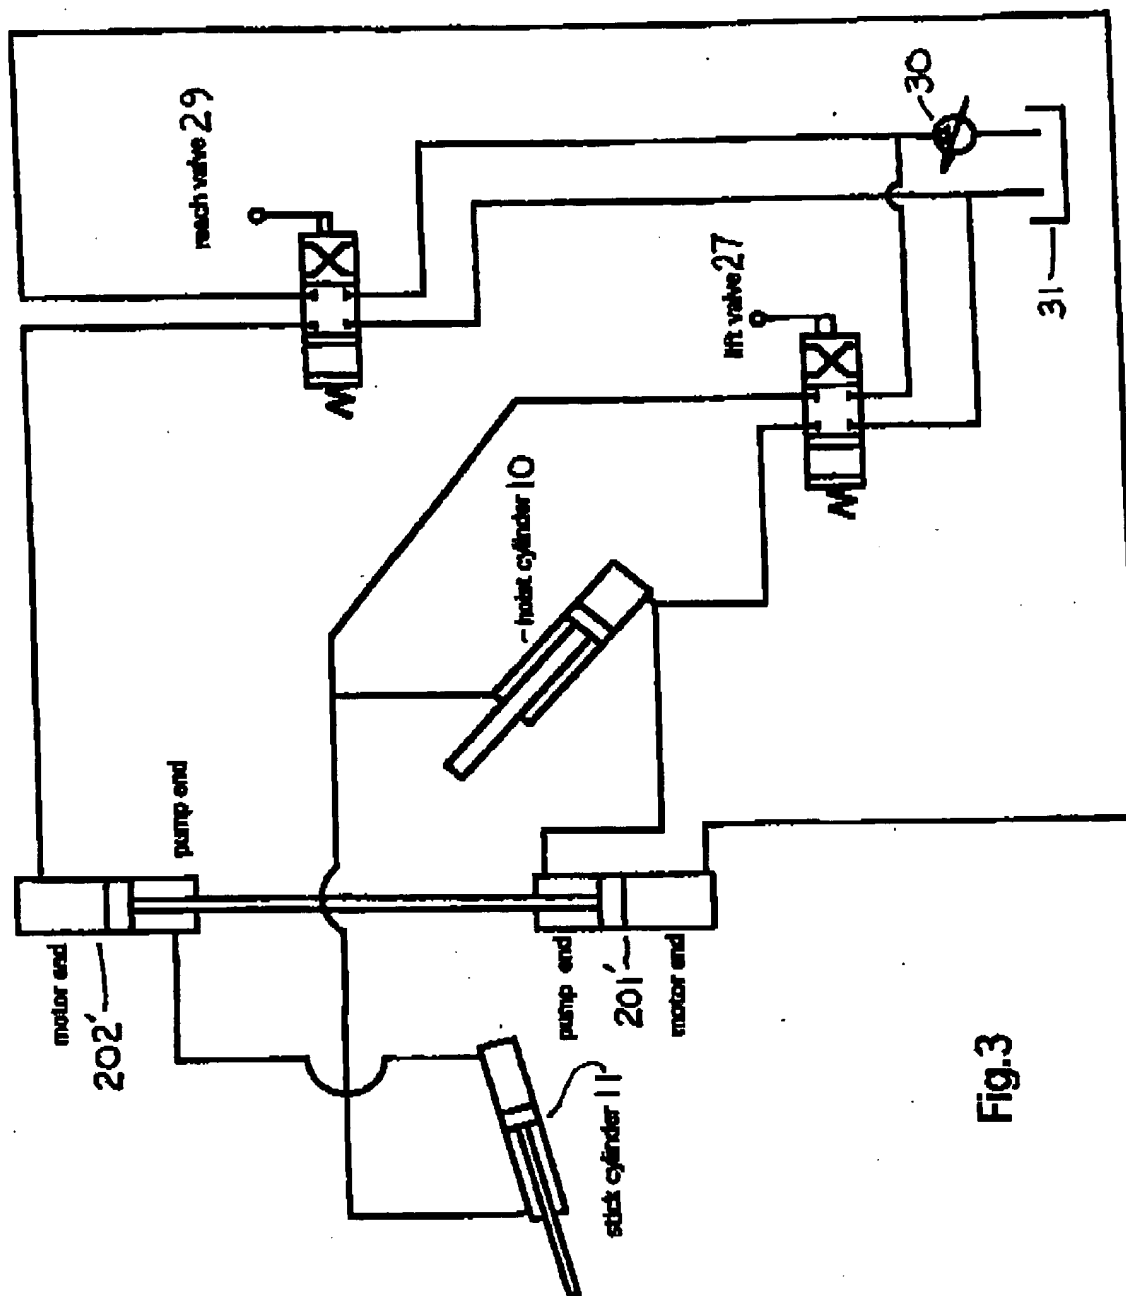 reach valve 29
30
lift valve 27
31
hoist cylinder 10
pump end
motor end
202'
pump end
201'
motor end
stick cylinder 11
Fig.3